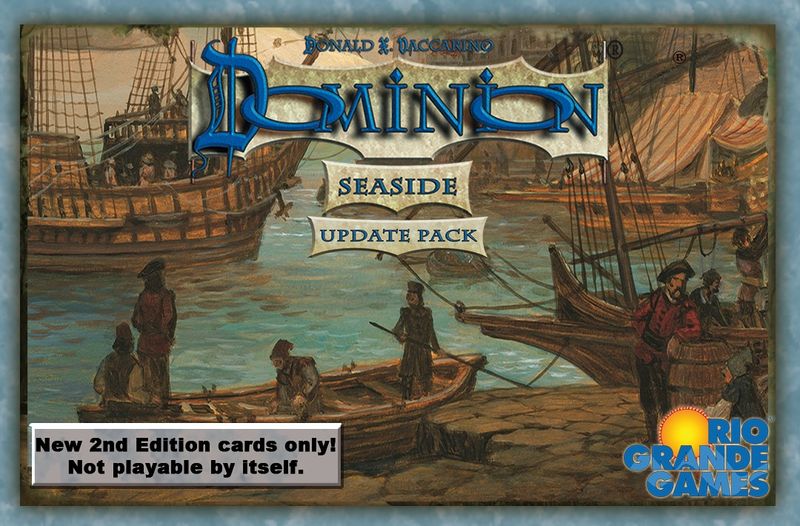 DONALD X. VACCARINO
DOMINION®
®
SEASIDE
UPDATE PACK
New 2nd Edition cards only!
Not playable by itself.
RIO
GRANDE
GAMES®